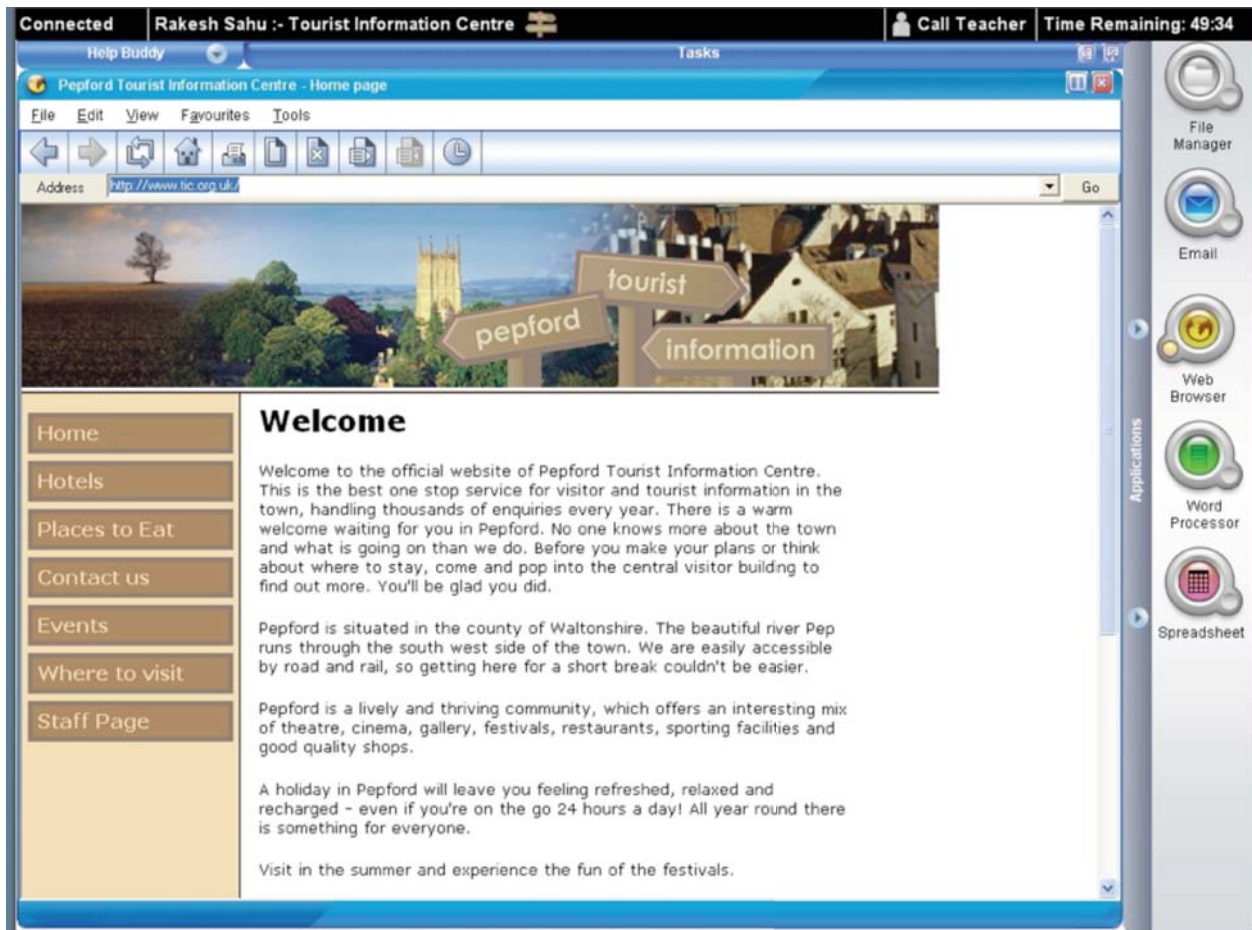 Connected Rakesh Sahu :- Tourist Information Centre Call Teacher Time Remaining: 49:34
Help Buddy Tasks
Pepford Tourist Information Centre - Home page
File Edit View Favourites Tools
Address http://www.tic.org.uk/ Go
tourist
pepford
information
Home
Hotels
Places to Eat
Contact us
Events
Where to visit
Staff Page
Welcome
Welcome to the official website of Pepford Tourist Information Centre.
This is the best one stop service for visitor and tourist information in the
town, handling thousands of enquiries every year. There is a warm
welcome waiting for you in Pepford. No one knows more about the town
and what is going on than we do. Before you make your plans or think
about where to stay, come and pop into the central visitor building to
find out more. You'll be glad you did.
Pepford is situated in the county of Waltonshire. The beautiful river Pep
runs through the south west side of the town. We are easily accessible
by road and rail, so getting here for a short break couldn't be easier.
Pepford is a lively and thriving community, which offers an interesting mix
of theatre, cinema, gallery, festivals, restaurants, sporting facilities and
good quality shops.
A holiday in Pepford will leave you feeling refreshed, relaxed and
recharged - even if you're on the go 24 hours a day! All year round there
is something for everyone.
Visit in the summer and experience the fun of the festivals.
Applications
File
Manager
Email
Web
Browser
Word
Processor
Spreadsheet